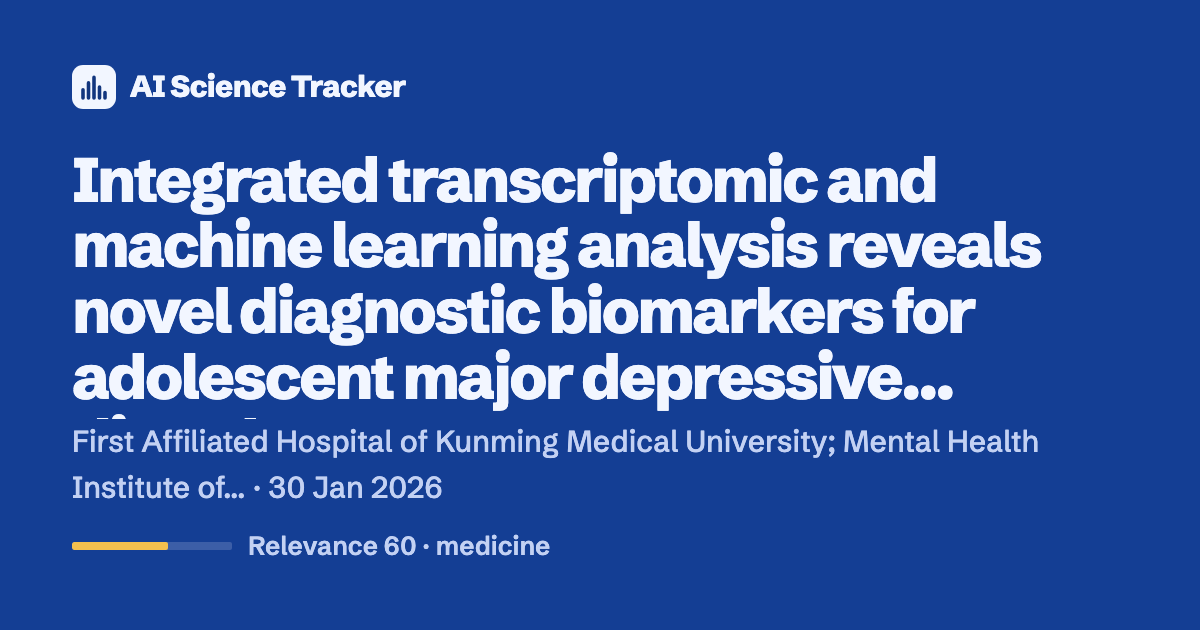 AI Science Tracker
Integrated transcriptomic and
machine learning analysis reveals
novel diagnostic biomarkers for
adolescent major depressive...
First Affiliated Hospital of Kunming Medical University; Mental Health
Institute of... · 30 Jan 2026
Relevance 60 · medicine